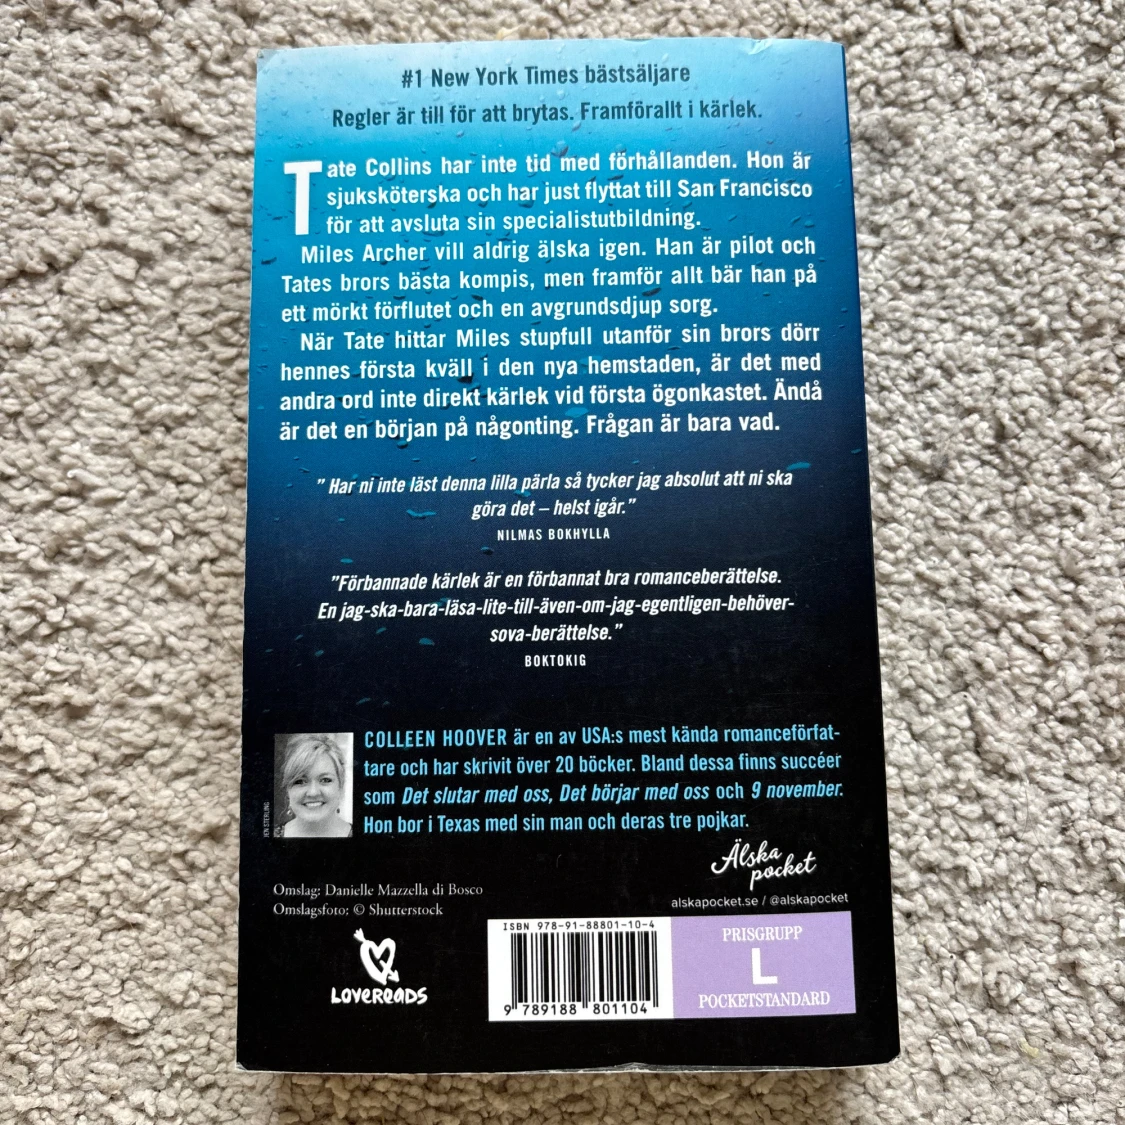 #1 New York Times bästsäljare
Regler är till för att brytas. Framförallt i kärlek.
Tate Collins har inte tid med förhållanden. Hon är
sjuksköterska och har just flyttat till San Francisco
för att avsluta sin specialistutbildning.
Miles Archer vill aldrig älska igen. Han är pilot och
Tates brors bästa kompis, men framför allt bär han på
ett mörkt förflutet och en avgrundsdjup sorg.
När Tate hittar Miles stupfull utanför sin brors dörr
hennes första kväll i den nya hemstaden, är det med
andra ord inte direkt kärlek vid första ögonkastet. Ändå
är det en början på någonting. Frågan är bara vad.
”Har ni inte läst denna lilla pärla så tycker jag absolut att ni ska
göra det – helst igår.”
NILMAS BOKHYLLA
”Förbannade kärlek är en förbannat bra romanceberättelse.
En jag-ska-bara-läsa-lite-till-även-om-jag-egentligen-behöver-
sova-berättelse.”
BOKTOKIG
COLLEEN HOOVER är en av USA:s mest kända romanceförfat-
tare och har skrivit över 20 böcker. Bland dessa finns succéer
som Det slutar med oss, Det börjar med oss och 9 november.
Hon bor i Texas med sin man och deras tre pojkar.
JEN STERLING
Älska
pocket
alskapocket.se / @alskapocket
Omslag: Danielle Mazzella di Bosco
Omslagsfoto: © Shutterstock
LOVEREADS
ISBN 978-91-88801-10-4
9 789188 801104
PRISGRUPP
L
POCKETSTANDARD